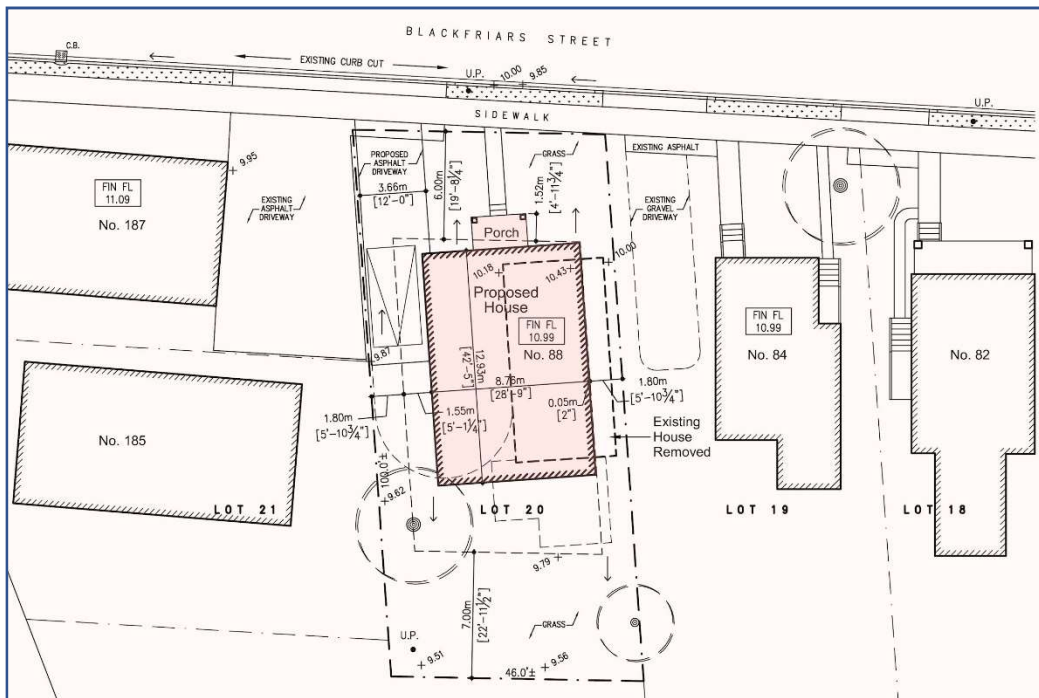 BLACKFRIARS STREET
C.B.
EXISTING CURB CUT
U.P.
10.00
9.85
U.P.
SIDEWALK
9.95
FIN FL
11.09
No. 187
EXISTING
ASPHALT
DRIVEWAY
PROPOSED
ASPHALT
DRIVEWAY
3.66m
[12'-0"]
6.00m
[19'-8¼"]
GRASS
1.52m
[4'-11¾"]
EXISTING ASPHALT
EXISTING
GRAVEL
DRIVEWAY
Porch
10.18
10.43
10.00
Proposed
House
FIN FL
10.99
No. 88
FIN FL
10.99
No. 84
No. 82
9.87
12.93m
[42'-5"]
8.76m
[28'-9"]
1.80m
[5'-10¾"]
1.80m
[5'-10¾"]
1.55m
[5'-1¼"]
0.05m
[2"]
Existing
House
Removed
No. 185
100.0'±
9.62
LOT 21
LOT 20
LOT 19
LOT 18
9.79
7.00m
[22'-11½"]
GRASS
U.P.
9.51
46.0'±
9.56